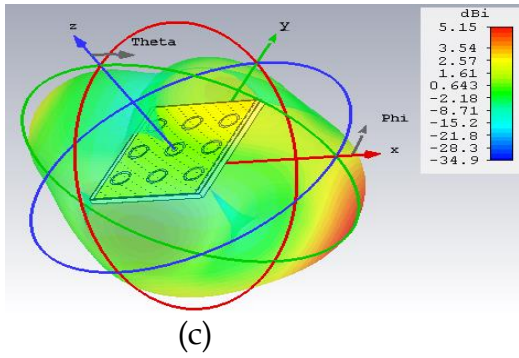 dBi
5.15
3.54
2.57
1.61
0.643
-2.18
-8.71
-15.2
-21.8
-28.3
-34.9
z
Theta
y
Phi
x
(c)